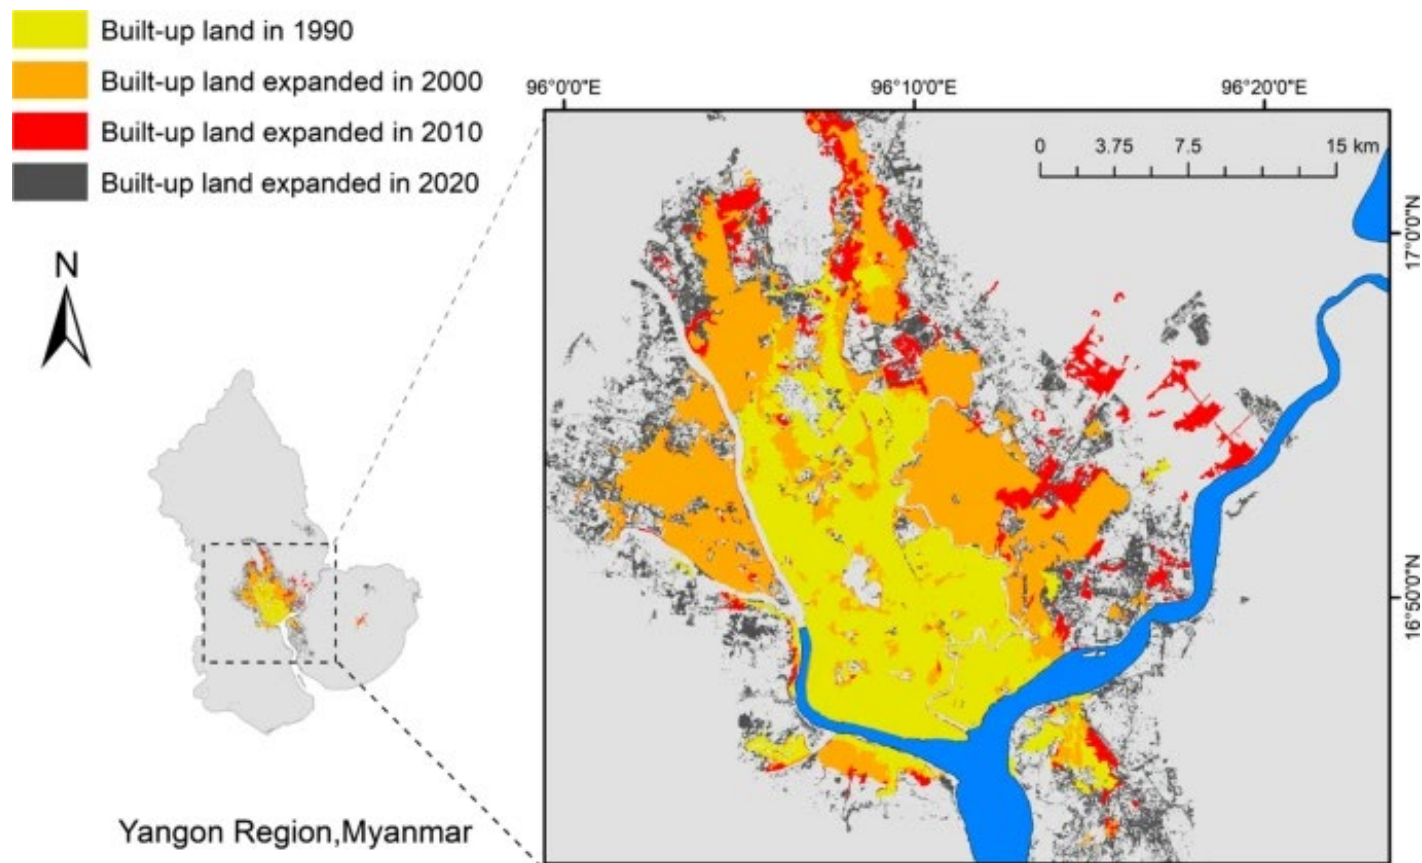 Built-up land in 1990
Built-up land expanded in 2000
Built-up land expanded in 2010
Built-up land expanded in 2020
N
Yangon Region,Myanmar
96°0'0"E
96°10'0"E
96°20'0"E
0 3.75 7.5 15 km
17°0'0"N
16°50'0"N